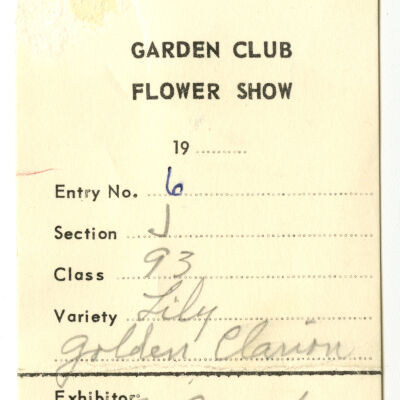 GARDEN CLUB
FLOWER SHOW
19 ..........
Entry No. 6
Section J
Class 93
Variety Lily
Golden Clarion
Exhibitor